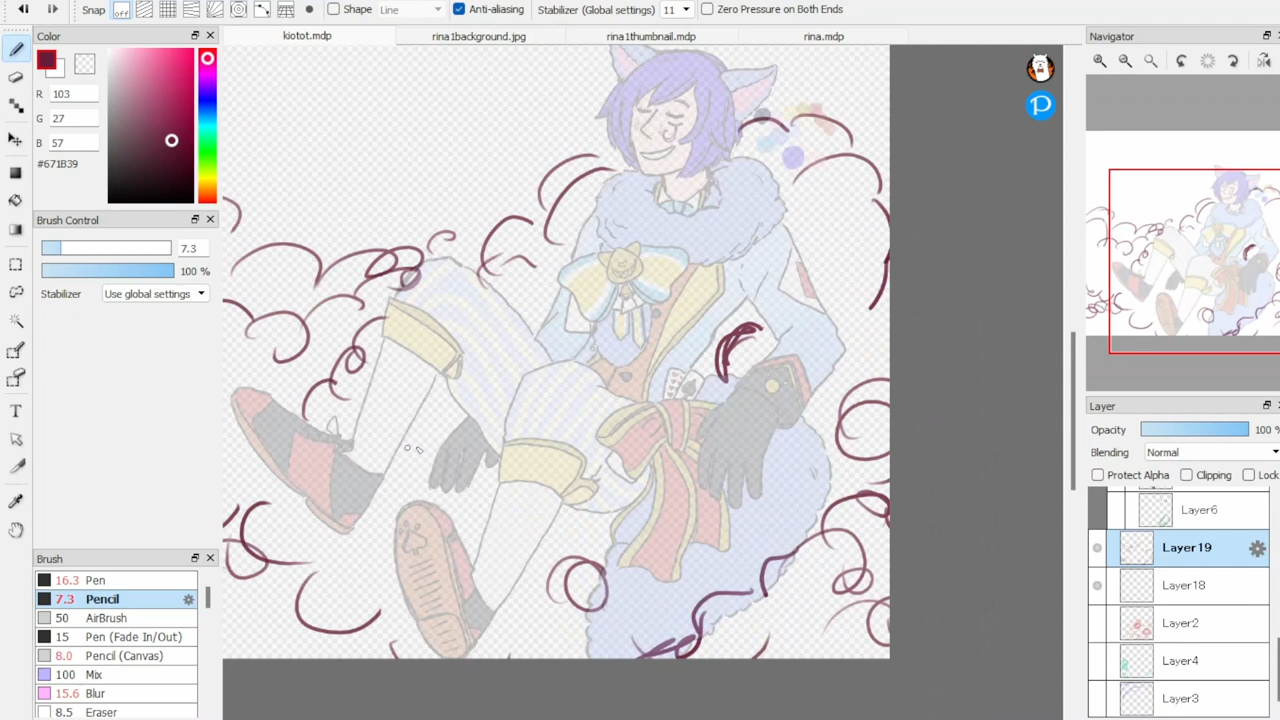 Snap
off
Shape
Line
Anti-aliasing
Stabilizer (Global settings)
11
Zero Pressure on Both Ends
Color
kiotot.mdp
rina1background.jpg
rina1thumbnail.mdp
rina.mdp
Navigator
R 103
G 27
B 57
#671B39
Brush Control
7.3
100 %
Stabilizer
Use global settings
Layer
Opacity
100 %
Blending
Normal
Protect Alpha
Clipping
Lock
Layer6
Layer19
Layer18
Layer2
Layer4
Layer3
Brush
16.3 Pen
7.3 Pencil
50 AirBrush
15 Pen (Fade In/Out)
8.0 Pencil (Canvas)
100 Mix
15.6 Blur
8.5 Eraser
T
P